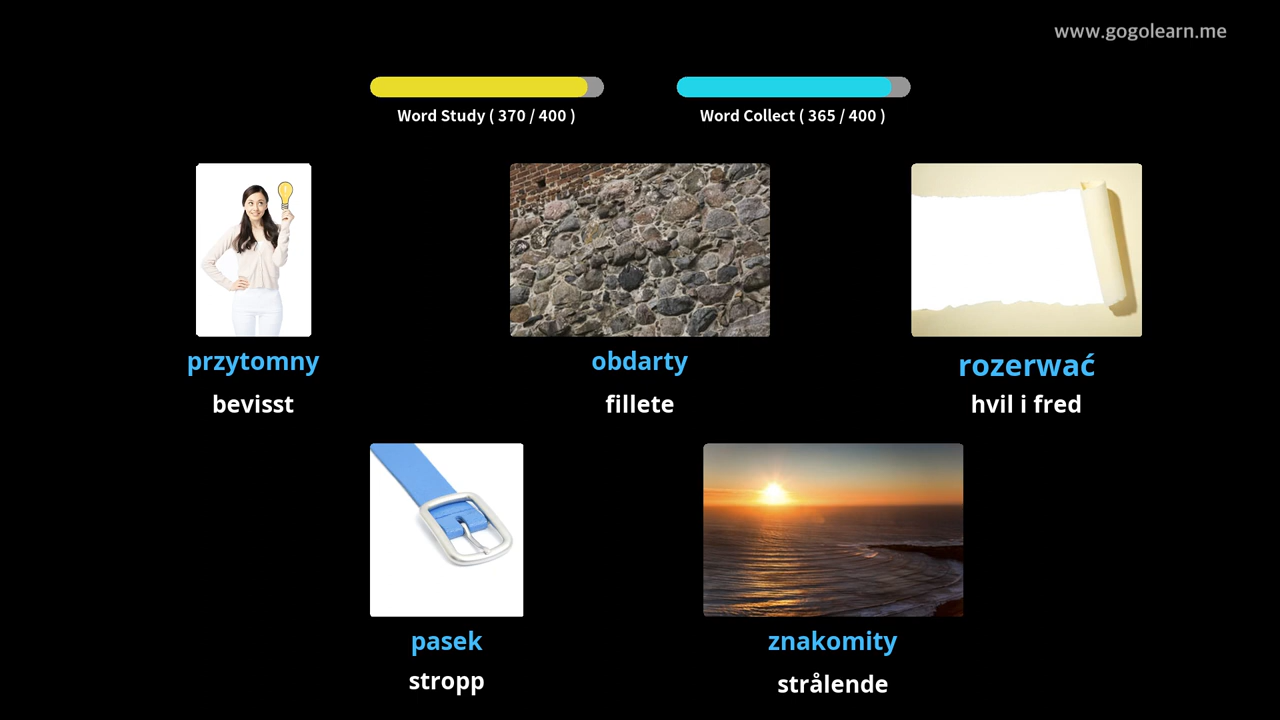 www.gogolearn.me
Word Study ( 370 / 400 )
Word Collect ( 365 / 400 )
przytomny
bevisst
obdarty
fillete
rozerwać
hvil i fred
pasek
stropp
znakomity
strålende